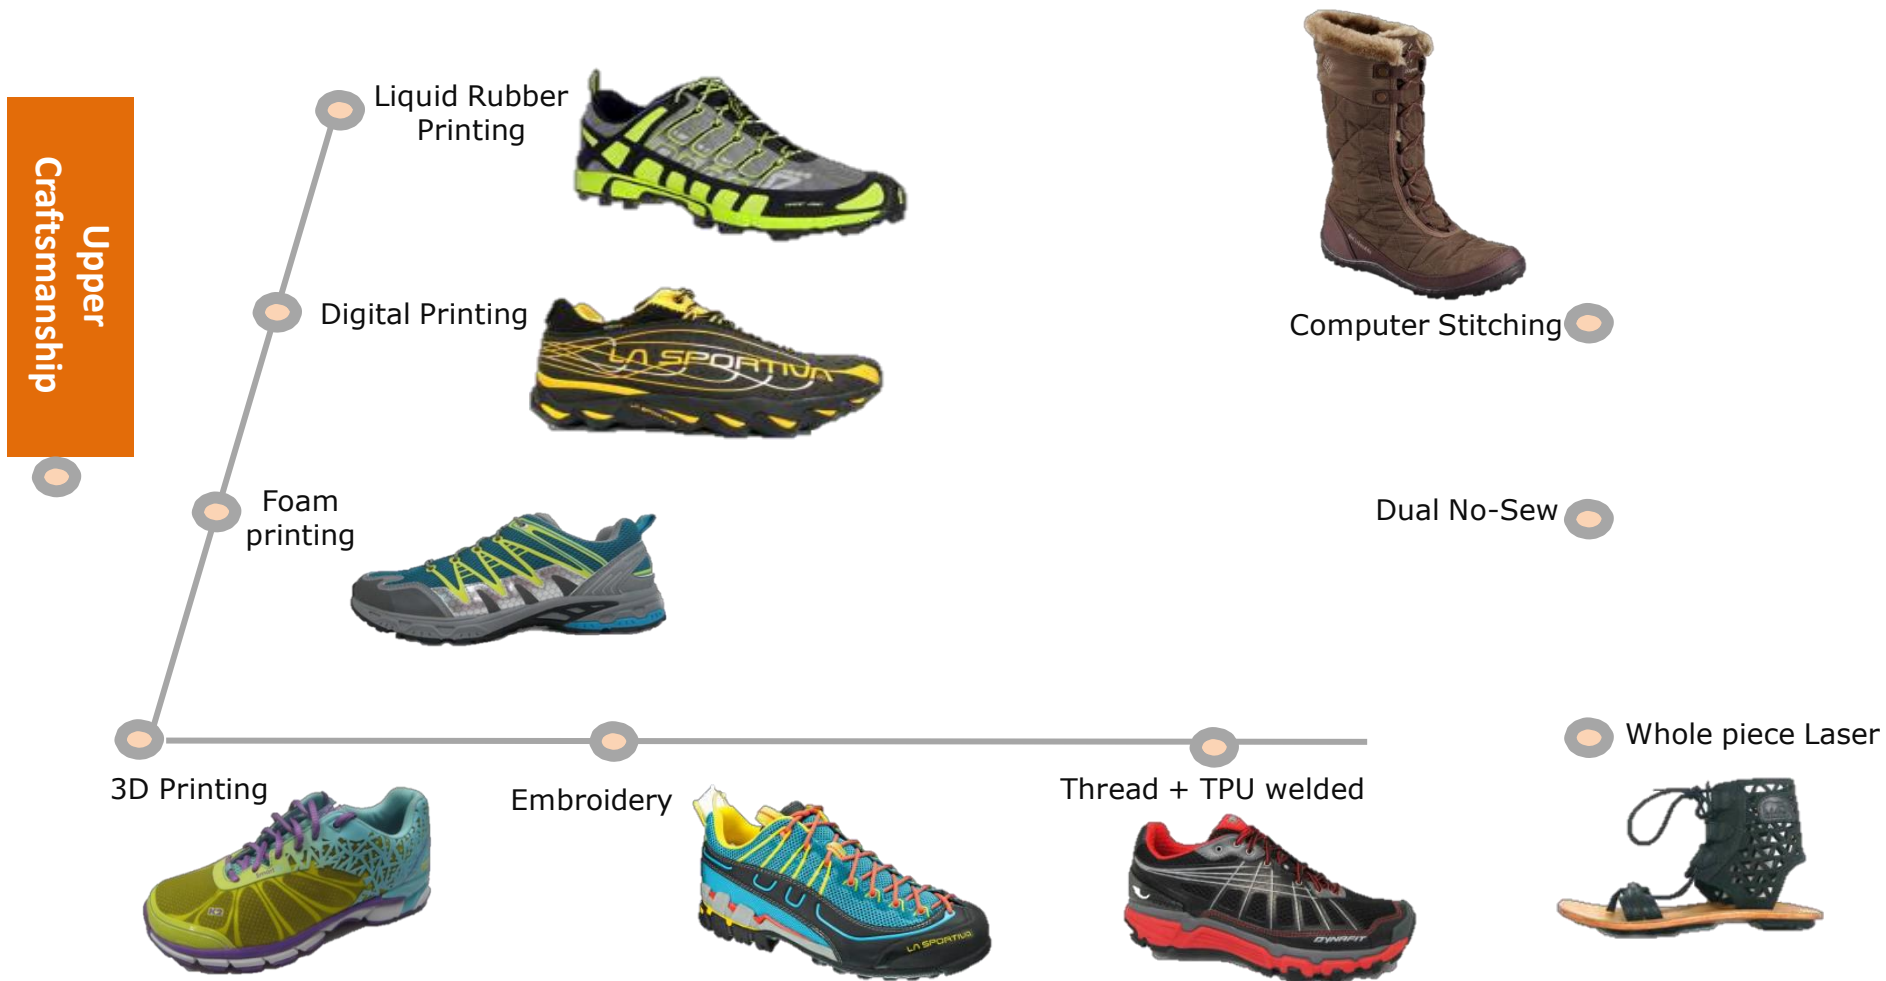 Upper
Craftsmanship
Liquid Rubber
Printing
Digital Printing
LA SPORTIVA
Foam
printing
Computer Stitching
Dual No-Sew
Whole piece Laser
3D Printing
K2
Embroidery
LA SPORTIVA
Thread + TPU welded
DYNAFIT